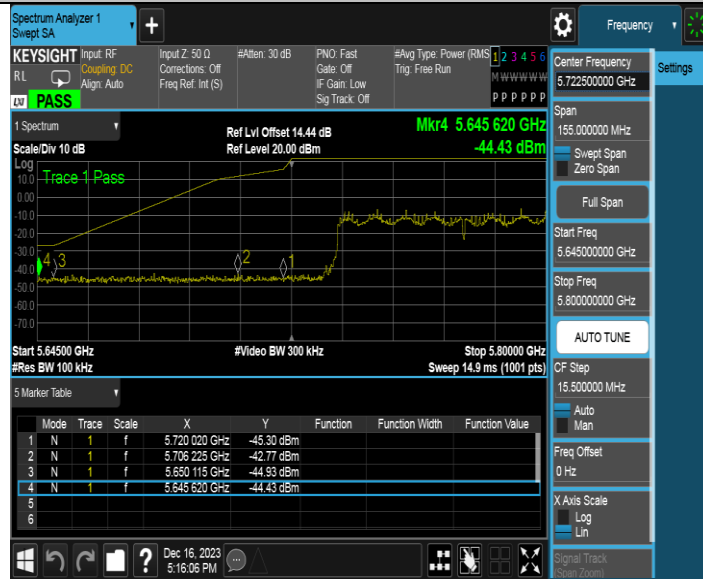 Spectrum Analyzer 1
Swept SA
Frequency
KEYSIGHT
Input: RF
Input Z: 50 Ω
#Atten: 30 dB
PNO: Fast
#Avg Type: Power (RMS
1 2 3 4 5 6
RL
Coupling: DC
Corrections: Off
Gate: Off
Trig: Free Run
M W W W W W
Align: Auto
Freq Ref: Int (S)
IF Gain: Low
LXI
PASS
Sig Track: Off
P P P P P P
Center Frequency
5.722500000 GHz
Settings
1 Spectrum
Ref Lvl Offset 14.44 dB
Mkr4 5.645 620 GHz
Scale/Div 10 dB
Ref Level 20.00 dBm
-44.43 dBm
Log
Trace 1 Pass
10.0
0.00
-10.0
-20.0
-30.0
-40.0
-50.0
-60.0
-70.0
4
3
2
1
Start 5.64500 GHz
#Video BW 300 kHz
Stop 5.80000 GHz
#Res BW 100 kHz
Sweep 14.9 ms (1001 pts)
Span
155.000000 MHz
Swept Span
Zero Span
Full Span
Start Freq
5.645000000 GHz
Stop Freq
5.800000000 GHz
AUTO TUNE
CF Step
15.500000 MHz
Auto
Man
Freq Offset
0 Hz
X Axis Scale
Log
Lin
Signal Track
(Span Zoom)
5 Marker Table
Mode Trace Scale X Y Function Function Width Function Value
1 N 1 f 5.720 020 GHz -45.30 dBm
2 N 1 f 5.706 225 GHz -42.77 dBm
3 N 1 f 5.650 115 GHz -44.93 dBm
4 N 1 f 5.645 620 GHz -44.43 dBm
5
6
?
Dec 16, 2023
5:16:06 PM